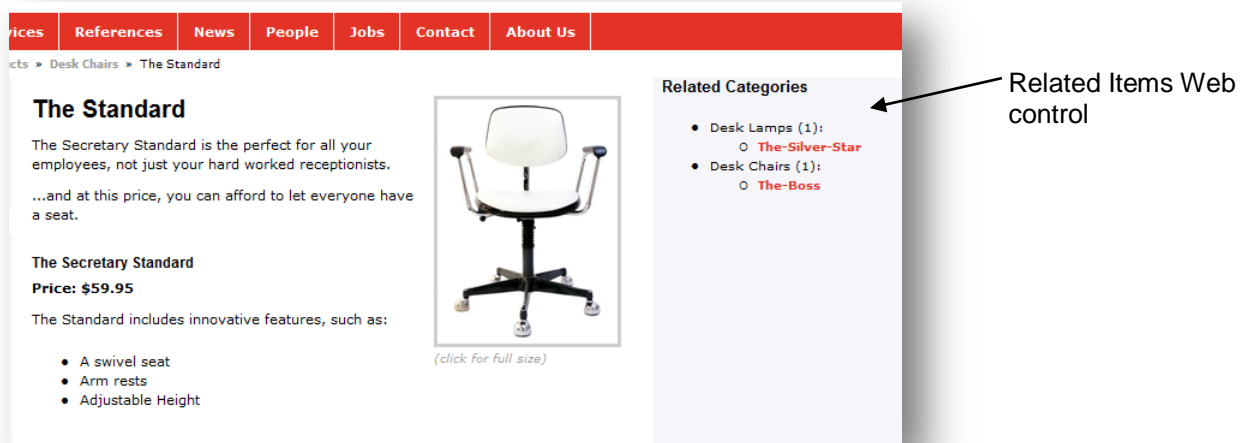 References News People Jobs Contact About Us
» Desk Chairs » The Standard
The Standard
The Secretary Standard is the perfect for all your
employees, not just your hard worked receptionists.
...and at this price, you can afford to let everyone have
a seat.
The Secretary Standard
Price: $59.95
The Standard includes innovative features, such as:
A swivel seat
Arm rests
Adjustable Height
(click for full size)
Related Categories
Desk Lamps (1):
The-Silver-Star
Desk Chairs (1):
The-Boss
Related Items Web
control